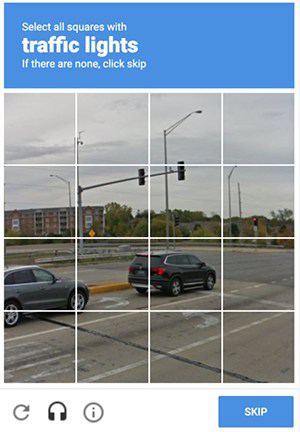 Select all squares with
traffic lights
If there are none, click skip
SKIP